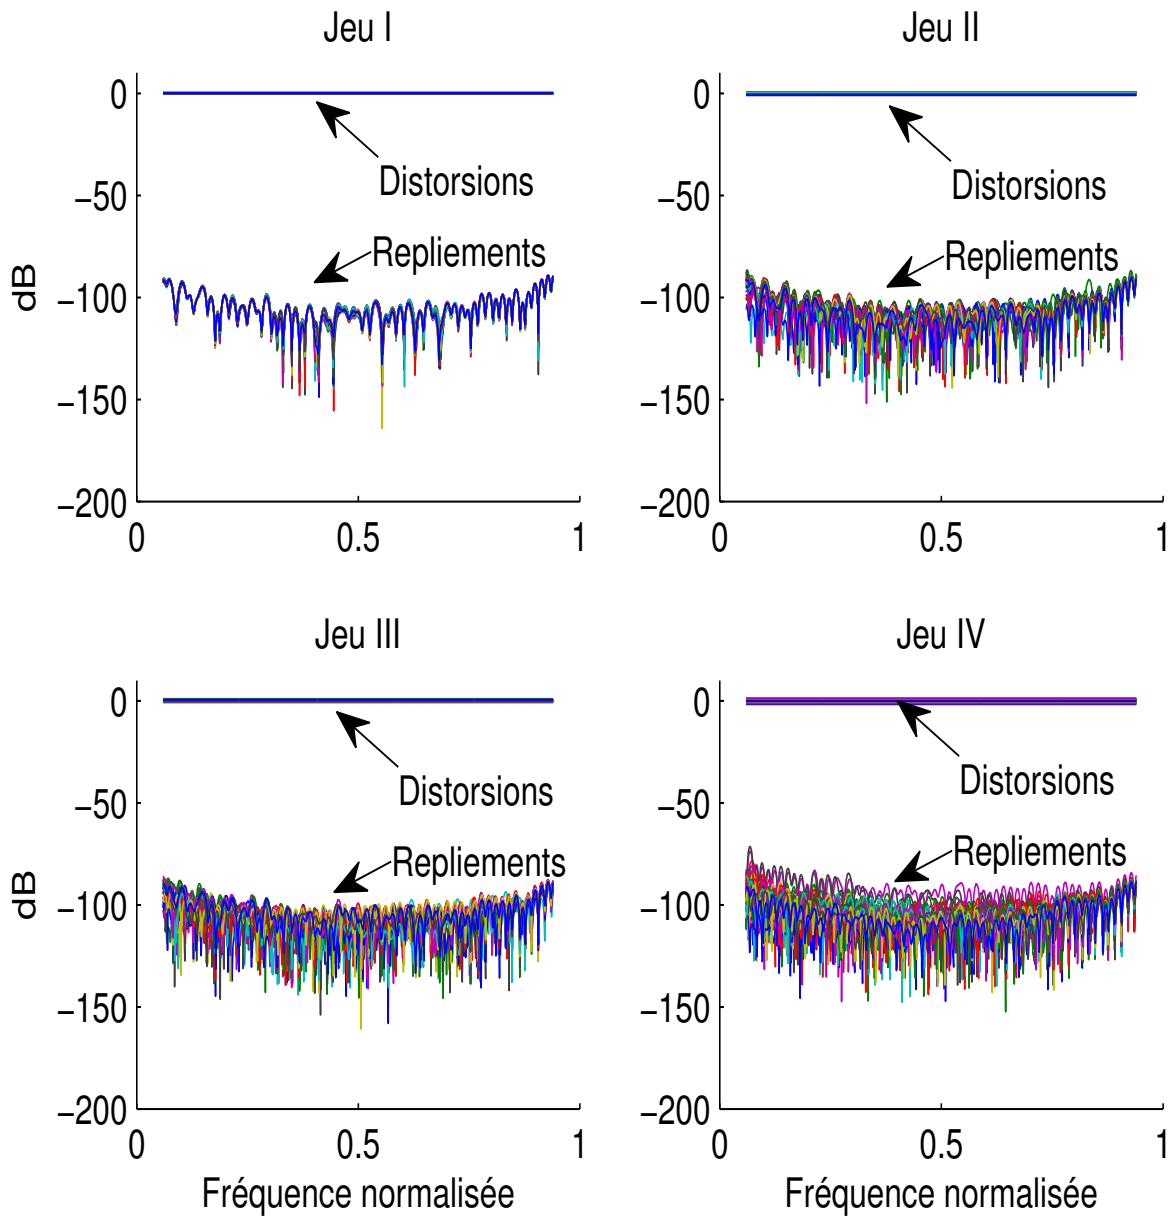 Jeu I
0
Distorsions
−50
Repliements
dB
−100
−150
−200
0
0.5
1
Jeu II
0
Distorsions
−50
Repliements
−100
−150
−200
0
0.5
1
Jeu III
0
Distorsions
−50
Repliements
dB
−100
−150
−200
0
0.5
1
Fréquence normalisée
Jeu IV
0
Distorsions
−50
Repliements
−100
−150
−200
0
0.5
1
Fréquence normalisée